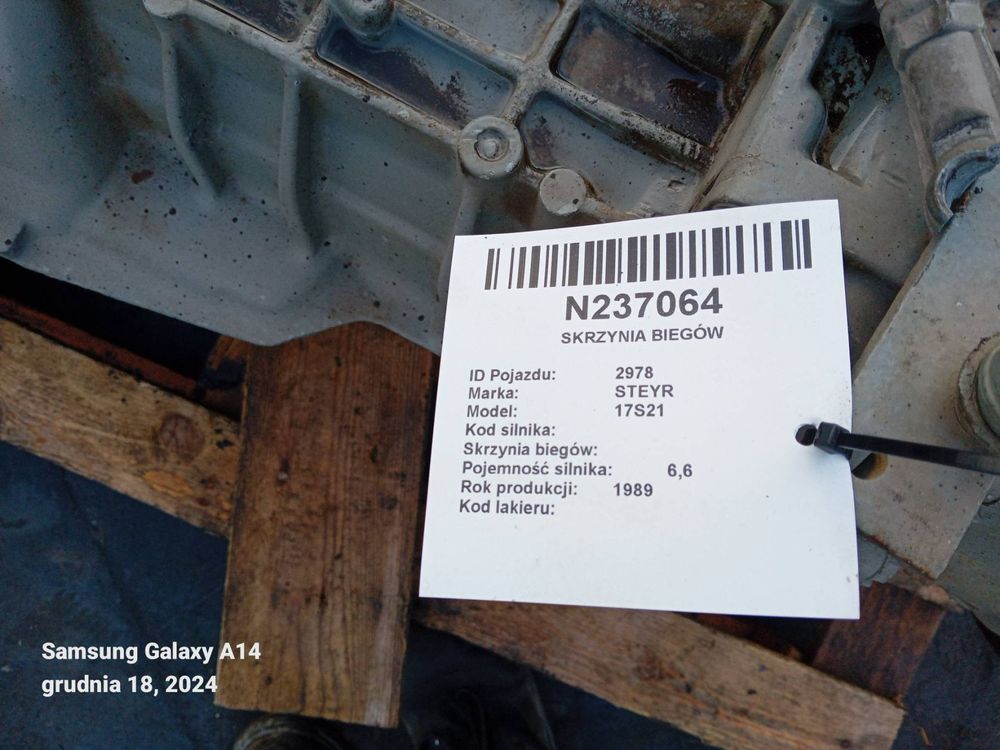 N237064
SKRZYNIA BIEGÓW
ID Pojazdu: 2978
Marka: STEYR
Model: 17S21
Kod silnika:
Skrzynia biegów:
Pojemność silnika: 6,6
Rok produkcji: 1989
Kod lakieru:
Samsung Galaxy A14
grudnia 18, 2024